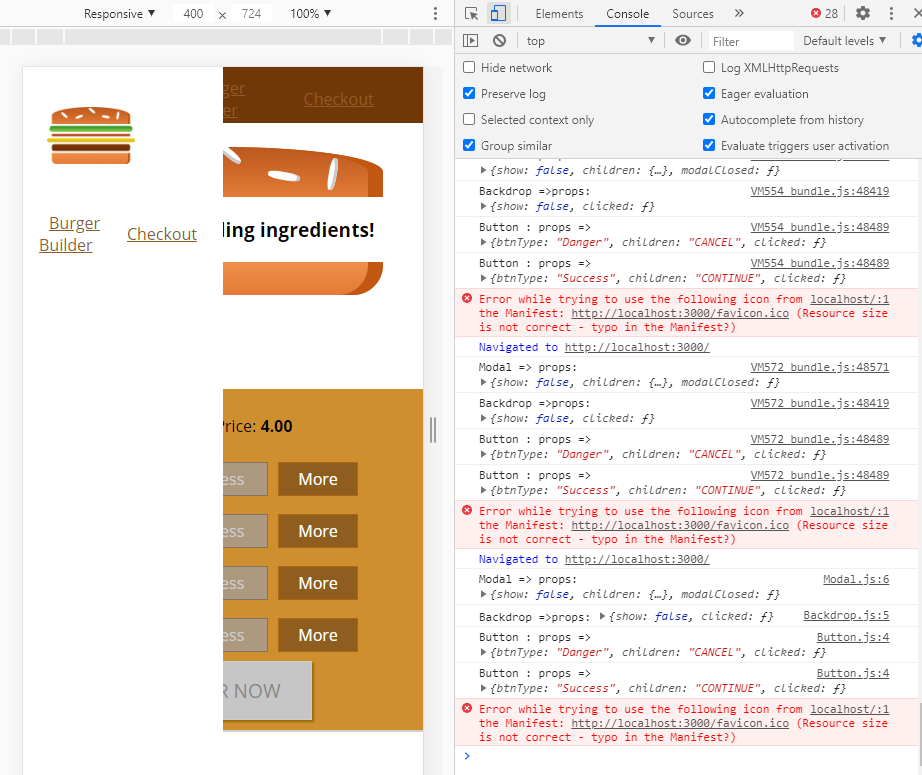 Responsive ▼ 400 x 724 100% ▼
Elements Console Sources » 28
top ▼ Filter Default levels ▼
Hide network Log XMLHttpRequests
Preserve log Eager evaluation
Selected context only Autocomplete from history
Group similar Evaluate triggers user activation
Burger
Builder
Checkout
Checkout
ding ingredients!
Price: 4.00
ess More
ess More
ess More
ess More
R NOW
▶{show: false, children: {…}, modalClosed: ƒ}
Backdrop =>props: VM554 bundle.js:48419
▶{show: false, clicked: ƒ}
Button : props => VM554 bundle.js:48489
▶{btnType: "Danger", children: "CANCEL", clicked: ƒ}
Button : props => VM554 bundle.js:48489
▶{btnType: "Success", children: "CONTINUE", clicked: ƒ}
Error while trying to use the following icon from localhost/:1
the Manifest: http://localhost:3000/favicon.ico (Resource size
is not correct - typo in the Manifest?)
Navigated to http://localhost:3000/
Modal => props: VM572 bundle.js:48571
▶{show: false, children: {…}, modalClosed: ƒ}
Backdrop =>props: VM572 bundle.js:48419
▶{show: false, clicked: ƒ}
Button : props => VM572 bundle.js:48489
▶{btnType: "Danger", children: "CANCEL", clicked: ƒ}
Button : props => VM572 bundle.js:48489
▶{btnType: "Success", children: "CONTINUE", clicked: ƒ}
Error while trying to use the following icon from localhost/:1
the Manifest: http://localhost:3000/favicon.ico (Resource size
is not correct - typo in the Manifest?)
Navigated to http://localhost:3000/
Modal => props: Modal.js:6
▶{show: false, children: {…}, modalClosed: ƒ}
Backdrop =>props: ▶{show: false, clicked: ƒ} Backdrop.js:5
Button : props => Button.js:4
▶{btnType: "Danger", children: "CANCEL", clicked: ƒ}
Button : props => Button.js:4
▶{btnType: "Success", children: "CONTINUE", clicked: ƒ}
Error while trying to use the following icon from localhost/:1
the Manifest: http://localhost:3000/favicon.ico (Resource size
is not correct - typo in the Manifest?)